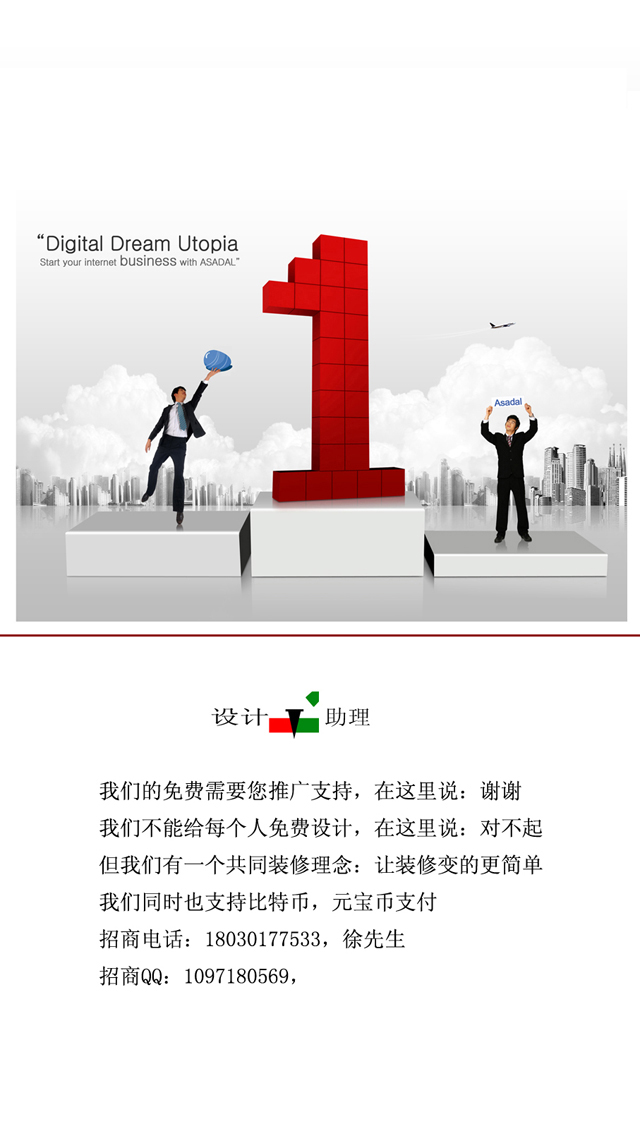 “Digital Dream Utopia
Start your internet business with ASADAL”
Asadal
设计 助理
我们的免费需要您推广支持，在这里说：谢谢
我们不能给每个人免费设计，在这里说：对不起
但我们有一个共同装修理念：让装修变的更简单
我们同时也支持比特币，元宝币支付
招商电话：18030177533，徐先生
招商QQ：1097180569，